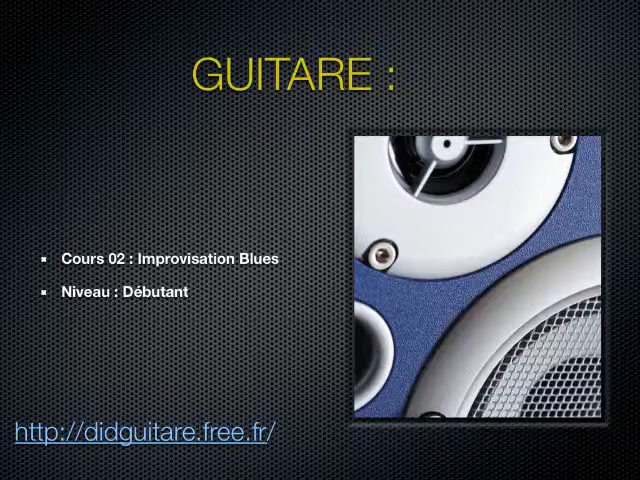 GUITARE :
Cours 02 : Improvisation Blues
Niveau : Débutant
http://didguitare.free.fr/